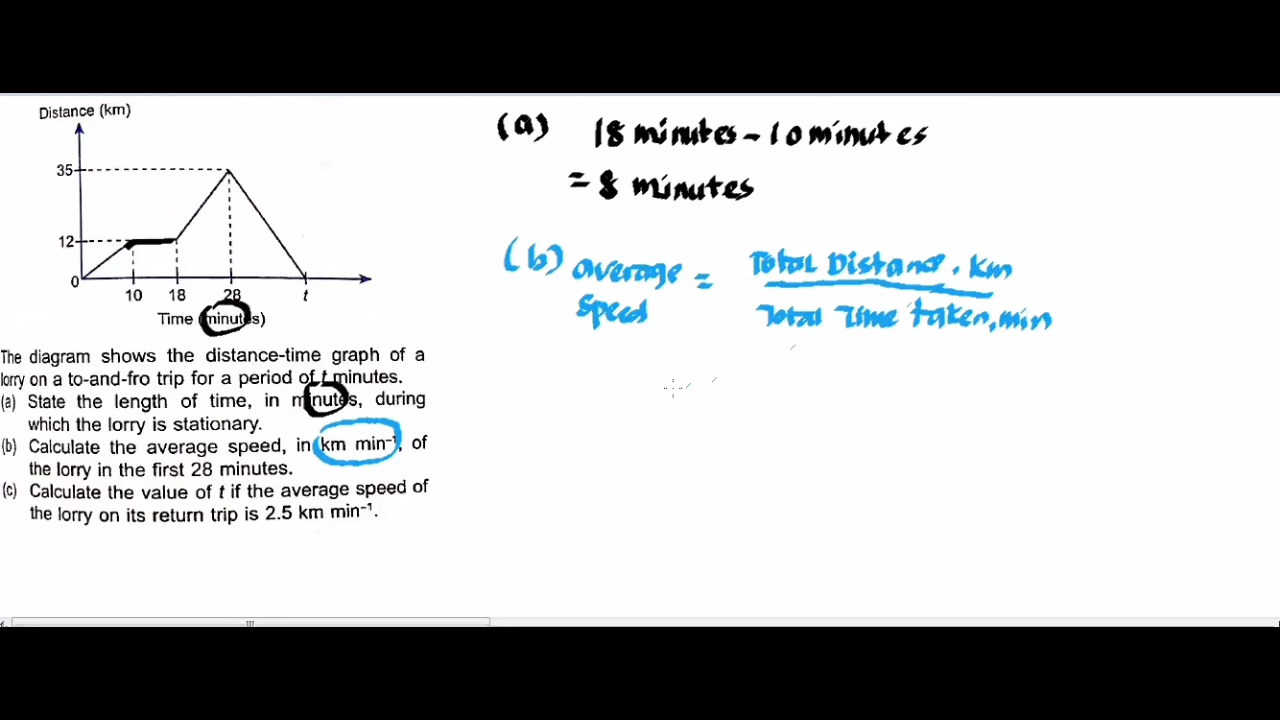 Distance (km)
35
12
0
10 18 28 t
Time (minutes)
The diagram shows the distance-time graph of a
lorry on a to-and-fro trip for a period of t minutes.
(a) State the length of time, in minutes, during
which the lorry is stationary.
(b) Calculate the average speed, in km min⁻¹, of
the lorry in the first 28 minutes.
(c) Calculate the value of t if the average speed of
the lorry on its return trip is 2.5 km min⁻¹.
(a) 18 minutes - 10 minutes
= 8 minutes
(b) average speed = Total Distance, km
Total Time taken, min